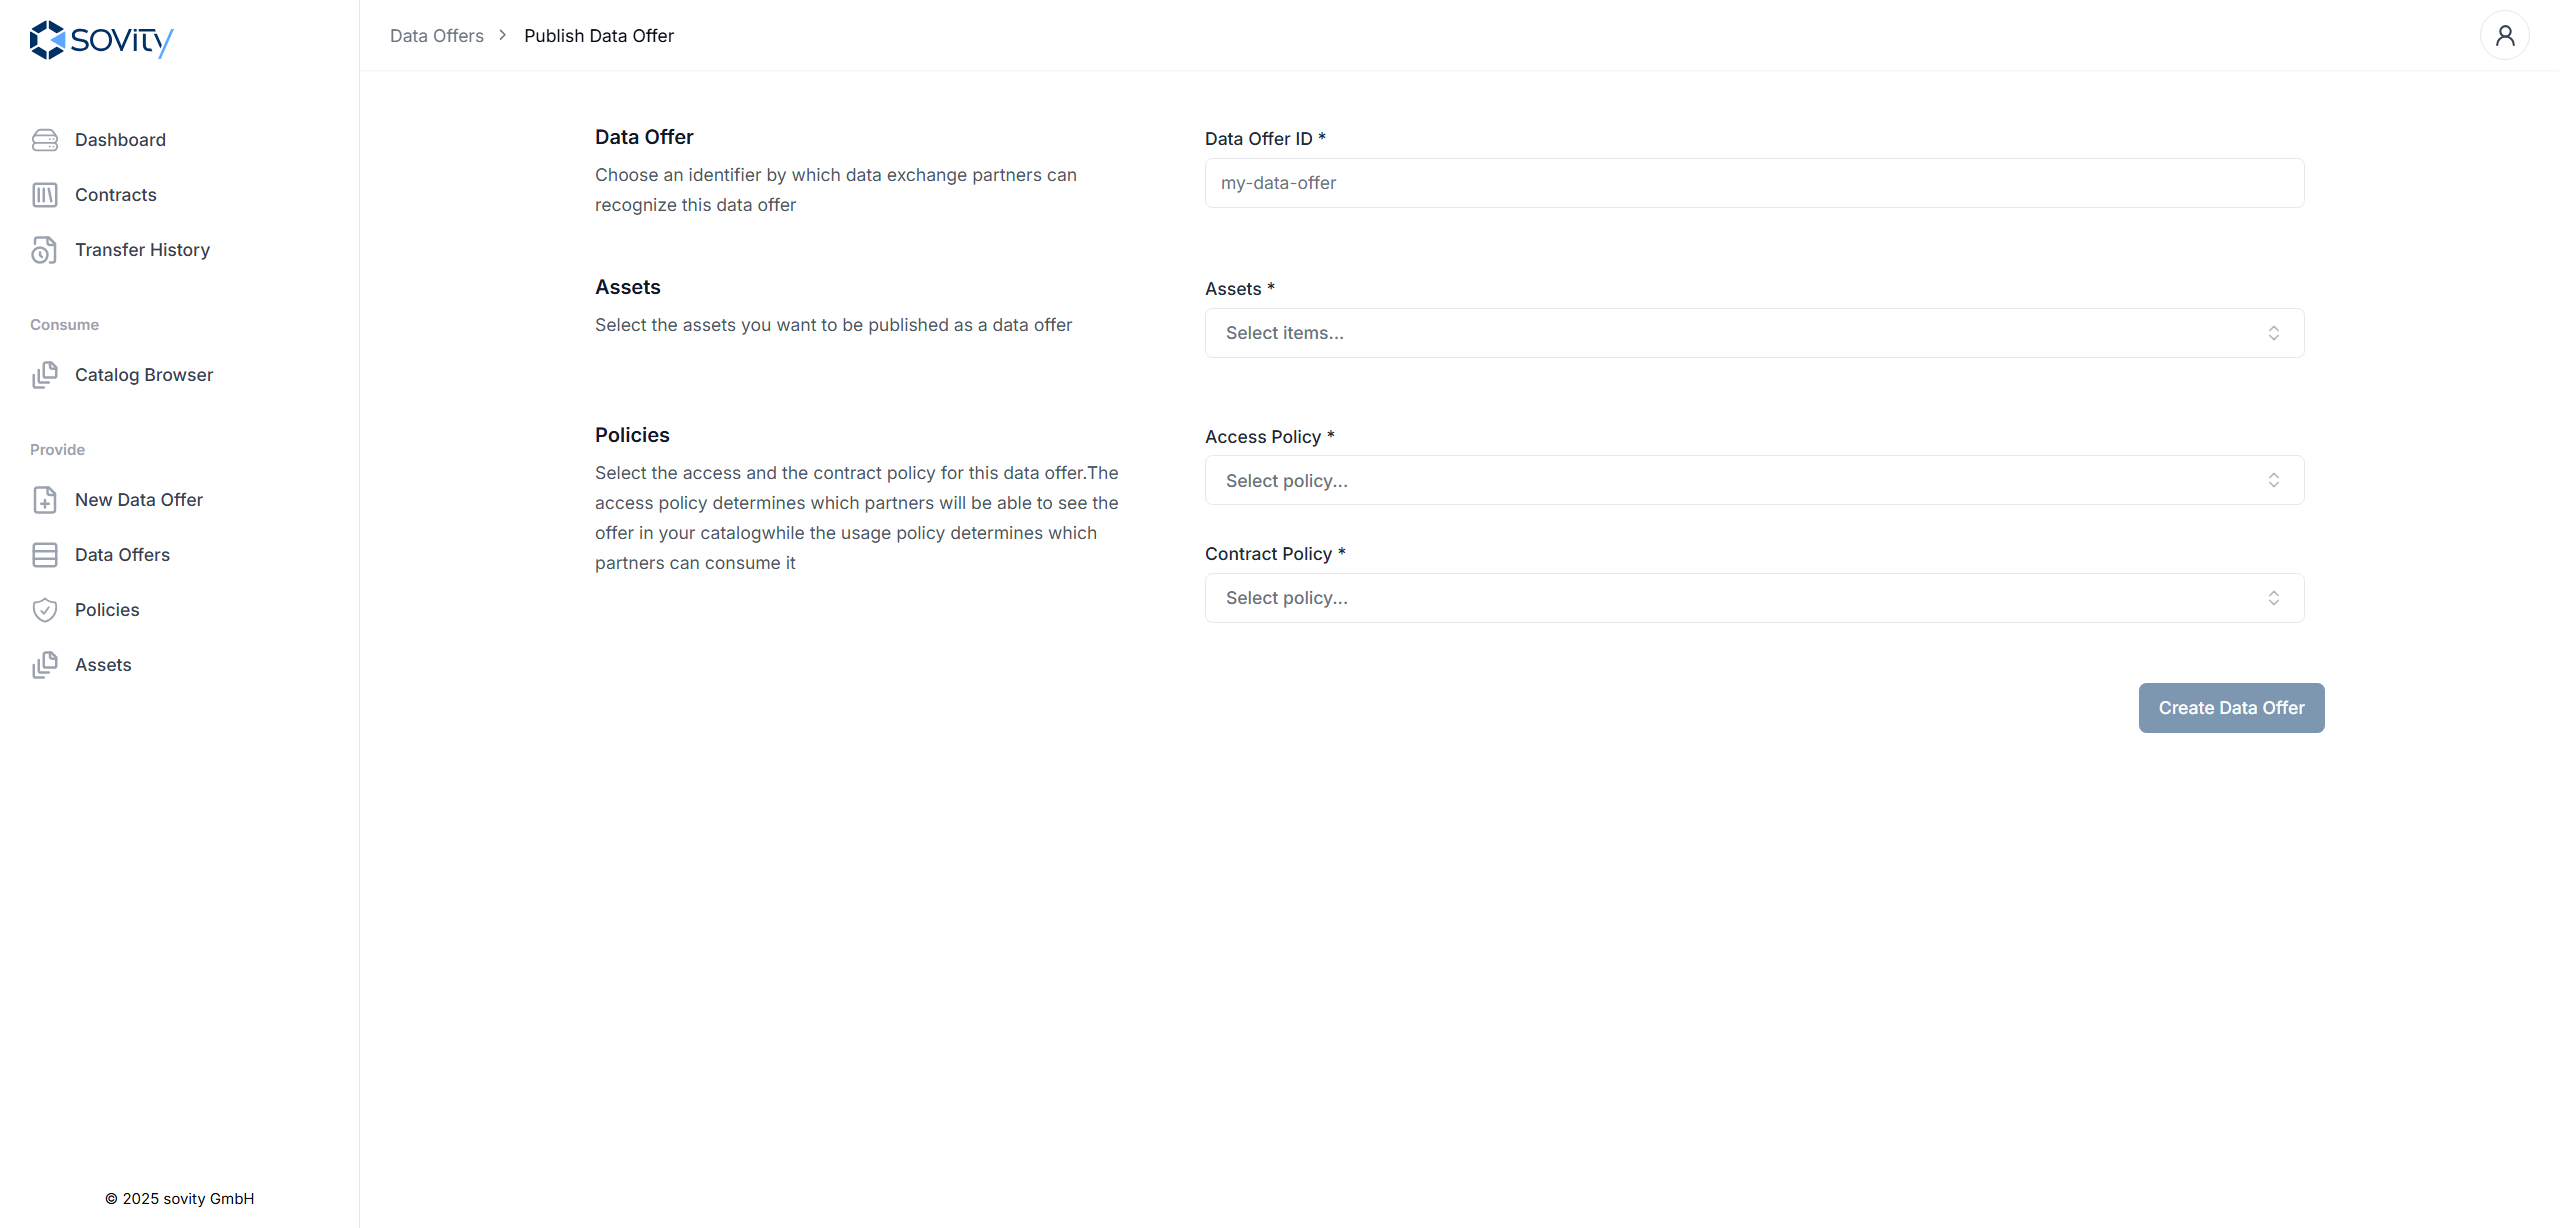 sovity
Data Offers > Publish Data Offer
Dashboard
Contracts
Transfer History
Consume
Catalog Browser
Provide
New Data Offer
Data Offers
Policies
Assets
© 2025 sovity GmbH
Data Offer
Choose an identifier by which data exchange partners can
recognize this data offer
Data Offer ID *
my-data-offer
Assets
Select the assets you want to be published as a data offer
Assets *
Select items...
Policies
Select the access and the contract policy for this data offer.The
access policy determines which partners will be able to see the
offer in your catalogwhile the usage policy determines which
partners can consume it
Access Policy *
Select policy...
Contract Policy *
Select policy...
Create Data Offer